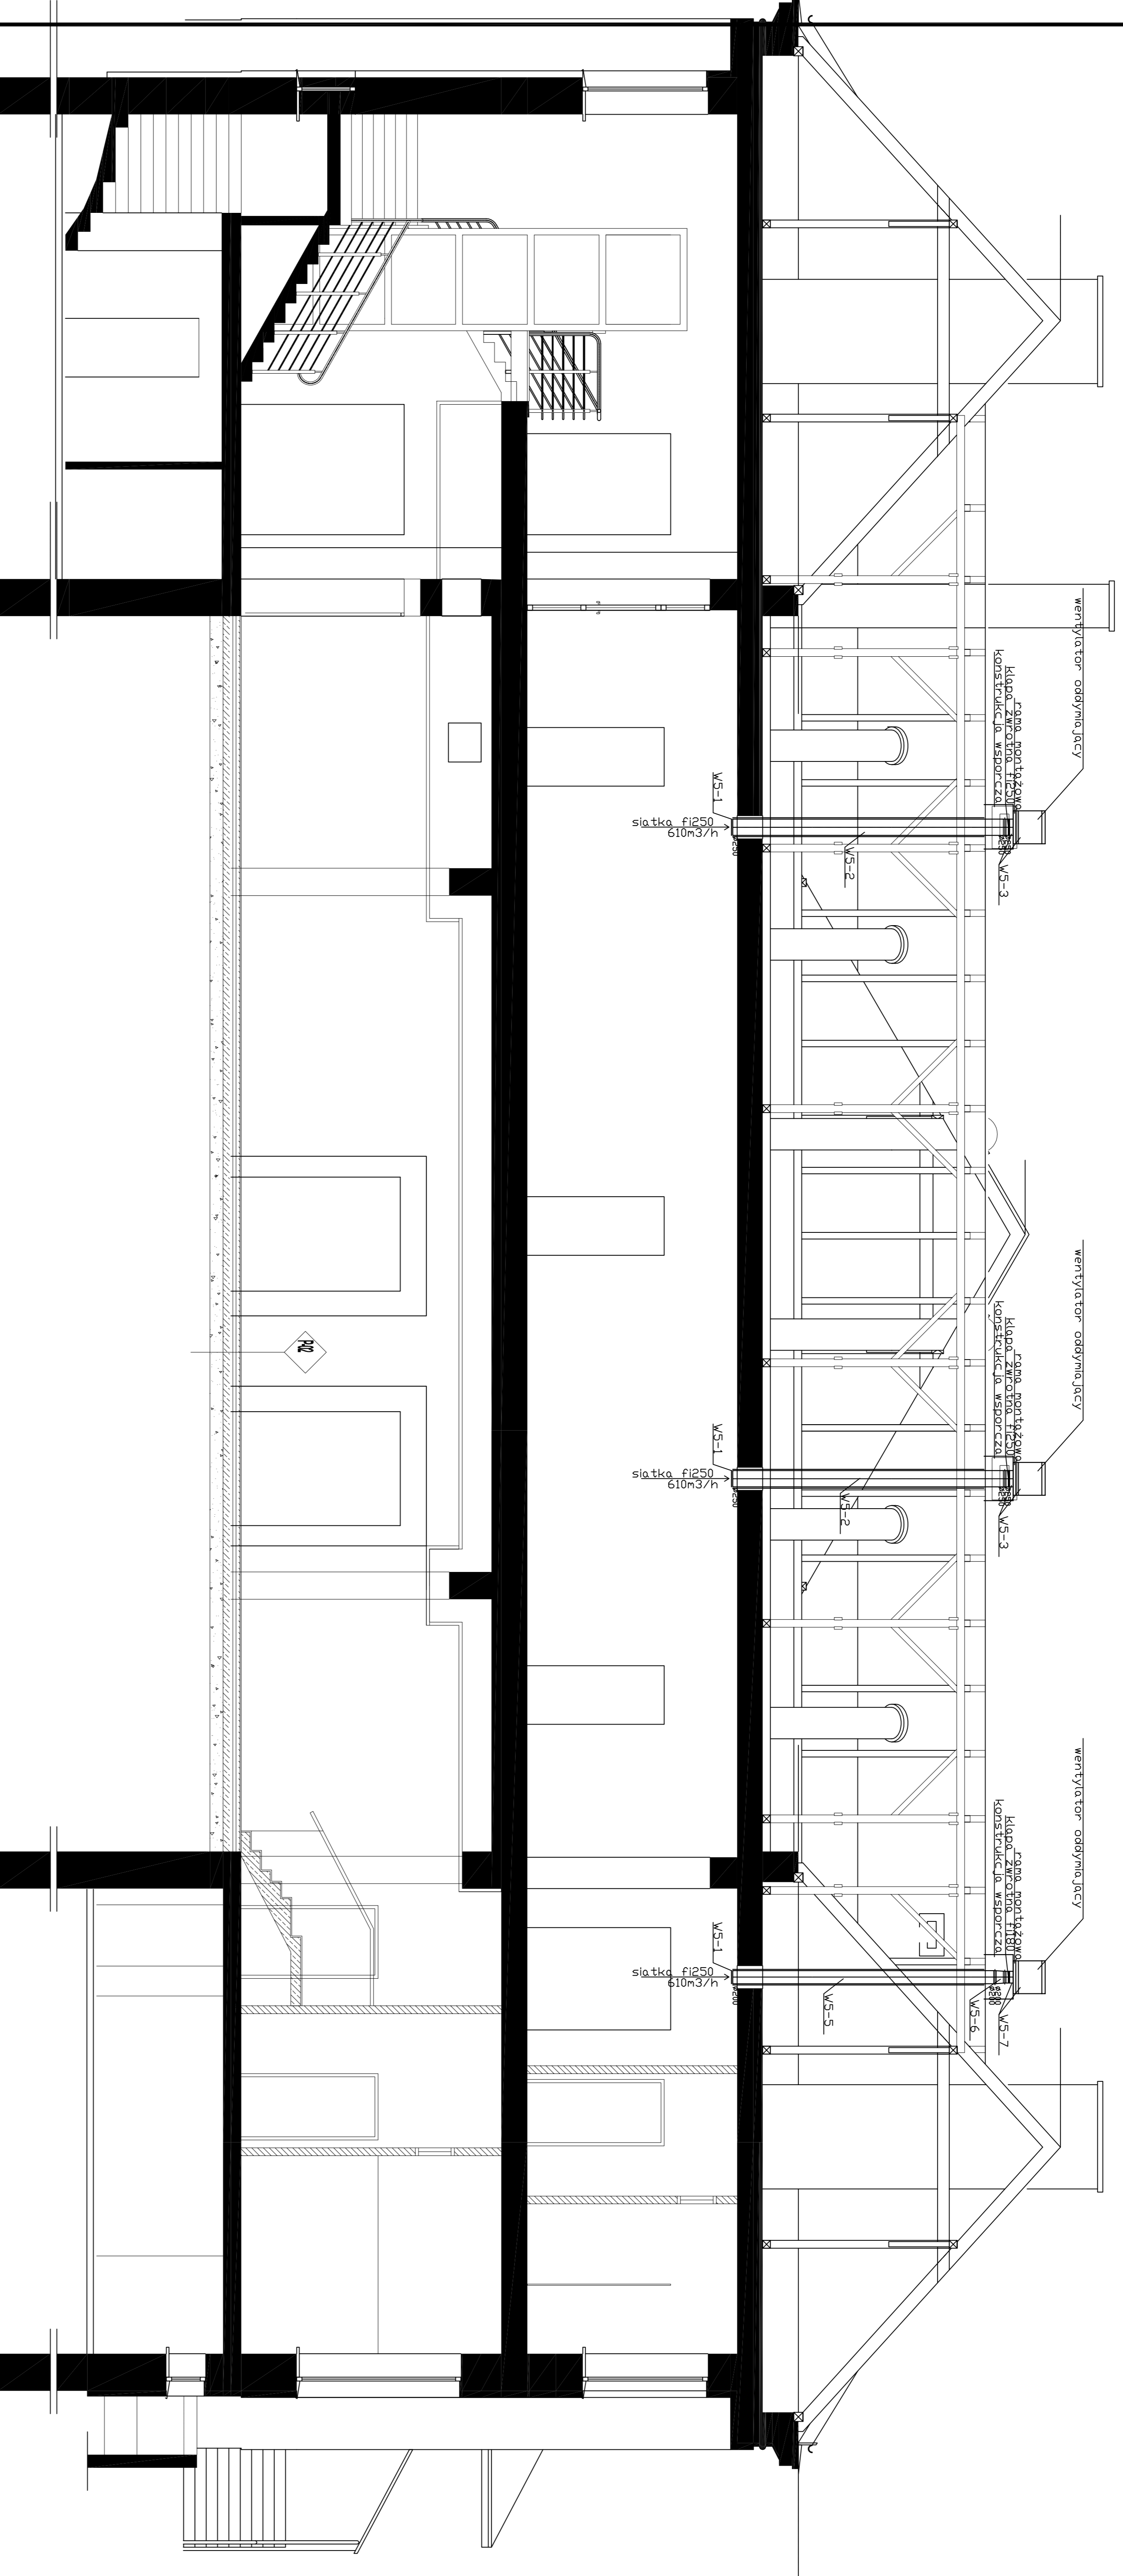 wentylator oddymiający
rama montażowa
klapa zwrotna fi250
konstrukcja wsporcza
W5-3
W5-2
W5-1
siatka fi250
610m3/h
wentylator oddymiający
rama montażowa
klapa zwrotna fi250
konstrukcja wsporcza
W5-3
W5-2
W5-1
siatka fi250
610m3/h
wentylator oddymiający
rama montażowa
klapa zwrotna fi180
konstrukcja wsporcza
W5-7
W5-6
W5-5
W5-1
siatka fi250
610m3/h